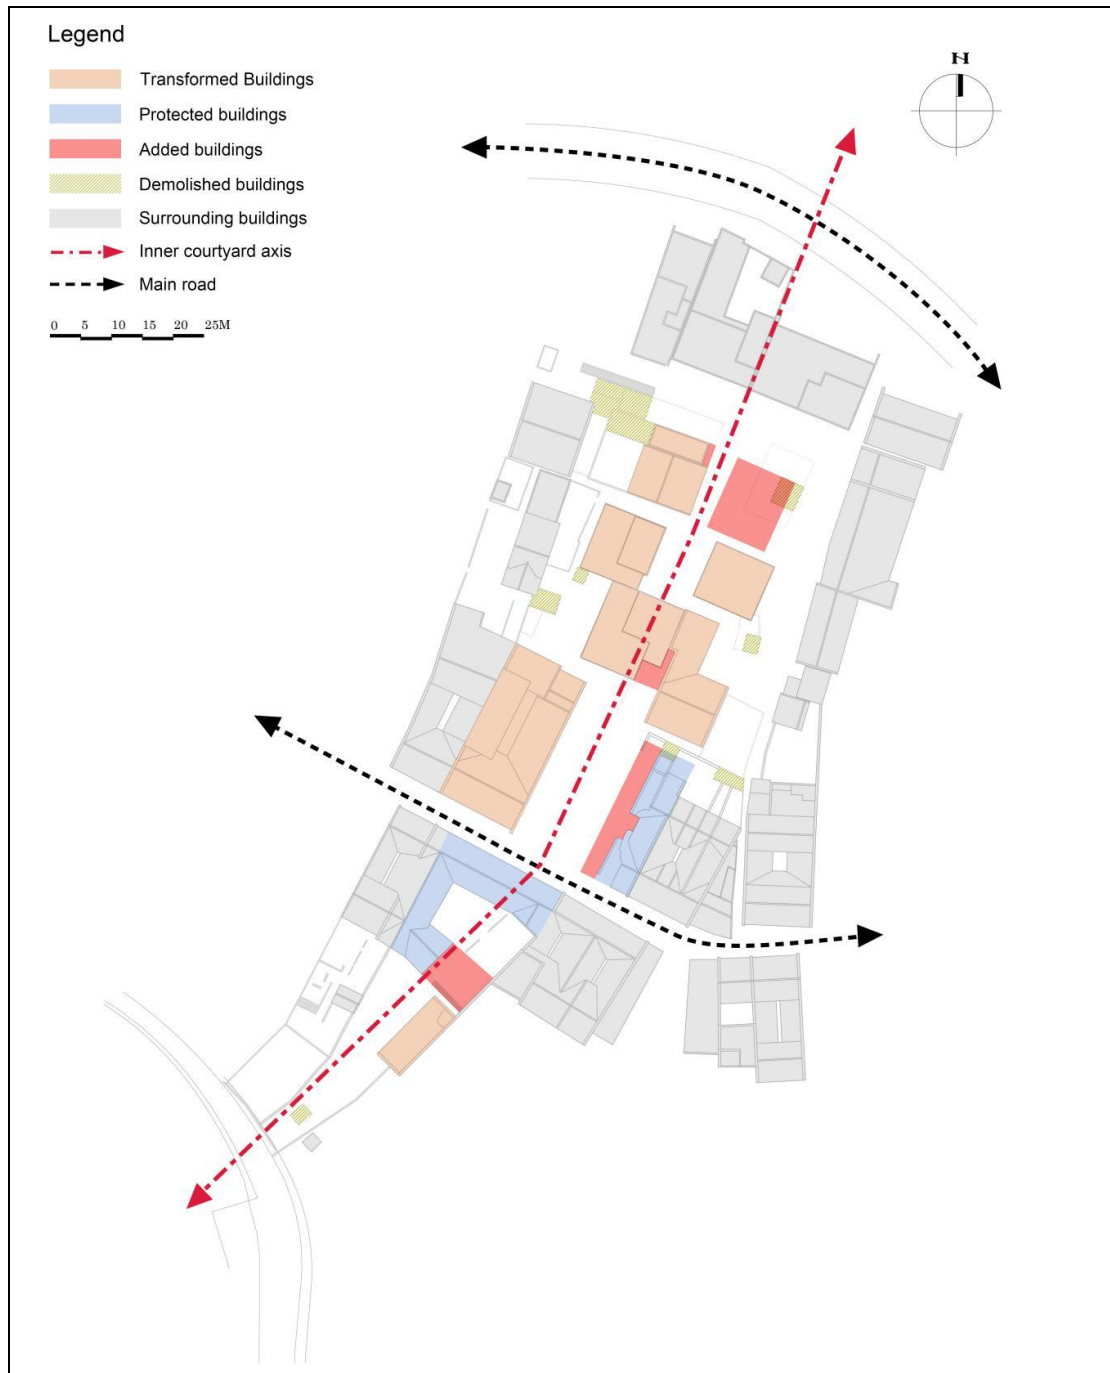 Legend
Transformed Buildings
Protected buildings
Added buildings
Demolished buildings
Surrounding buildings
Inner courtyard axis
Main road
0 5 10 15 20 25M
N